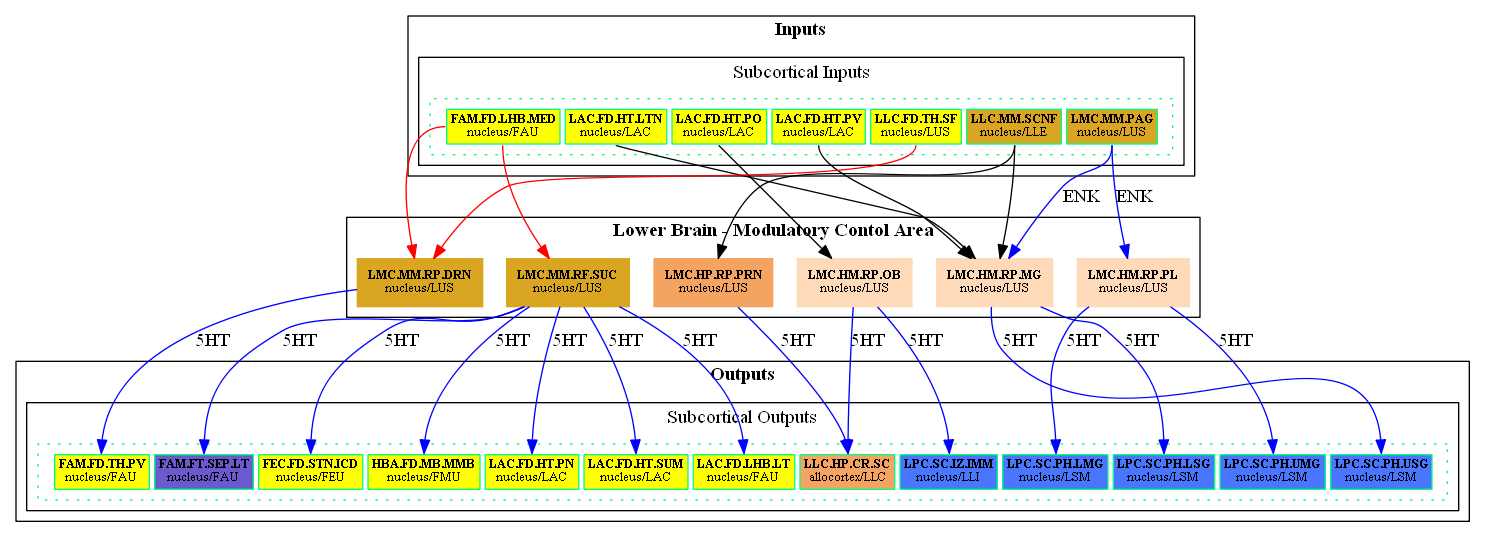 Inputs
Subcortical Inputs
FAM.FD.LHB.MED
nucleus/FAU
LAC.FD.HT.LTN
nucleus/LAC
LAC.FD.HT.PO
nucleus/LAC
LAC.FD.HT.PV
nucleus/LAC
LLC.FD.TH.SF
nucleus/LUS
LLC.MM.SCNF
nucleus/LLE
LMC.MM.PAG
nucleus/LUS
ENK
ENK
Lower Brain - Modulatory Contol Area
LMC.MM.RP.DRN
nucleus/LUS
LMC.MM.RF.SUC
nucleus/LUS
LMC.HP.RP.PRN
nucleus/LUS
LMC.HM.RP.OB
nucleus/LUS
LMC.HM.RP.MG
nucleus/LUS
LMC.HM.RP.PL
nucleus/LUS
5HT
5HT
5HT
5HT
5HT
5HT
5HT
5HT
5HT
5HT
5HT
5HT
5HT
5HT
Outputs
Subcortical Outputs
FAM.FD.TH.PV
nucleus/FAU
FAM.FT.SEP.LT
nucleus/FAU
FEC.FD.STN.ICD
nucleus/FEU
HBA.FD.MB.MMB
nucleus/FMU
LAC.FD.HT.PN
nucleus/LAC
LAC.FD.HT.SUM
nucleus/LAC
LAC.FD.LHB.LT
nucleus/FAU
LLC.HP.CR.SC
allocortex/LLC
LPC.SC.IZ.IMM
nucleus/LLI
LPC.SC.PH.LMG
nucleus/LSM
LPC.SC.PH.LSG
nucleus/LSM
LPC.SC.PH.UMG
nucleus/LSM
LPC.SC.PH.USG
nucleus/LSM